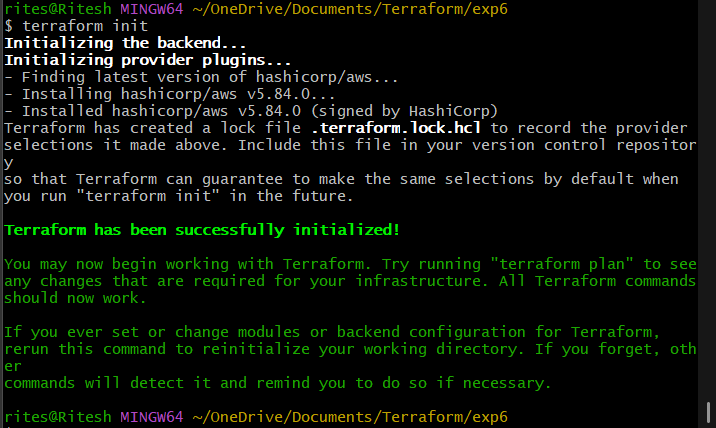 rites@Ritesh MINGW64 ~/OneDrive/Documents/Terraform/exp6
$ terraform init
Initializing the backend...
Initializing provider plugins...
- Finding latest version of hashicorp/aws...
- Installing hashicorp/aws v5.84.0...
- Installed hashicorp/aws v5.84.0 (signed by HashiCorp)
Terraform has created a lock file .terraform.lock.hcl to record the provider
selections it made above. Include this file in your version control repositor
y
so that Terraform can guarantee to make the same selections by default when
you run "terraform init" in the future.
Terraform has been successfully initialized!
You may now begin working with Terraform. Try running "terraform plan" to see
any changes that are required for your infrastructure. All Terraform commands
should now work.
If you ever set or change modules or backend configuration for Terraform,
rerun this command to reinitialize your working directory. If you forget, oth
er
commands will detect it and remind you to do so if necessary.
rites@Ritesh MINGW64 ~/OneDrive/Documents/Terraform/exp6